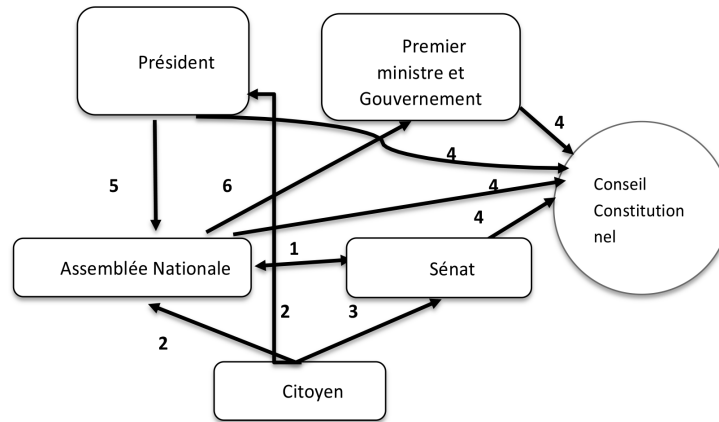 Président
Premier
ministre et
Gouvernement
4
4
5
6
4
Conseil
Constitution
nel
4
Assemblée Nationale
1
Sénat
2
2
3
Citoyen